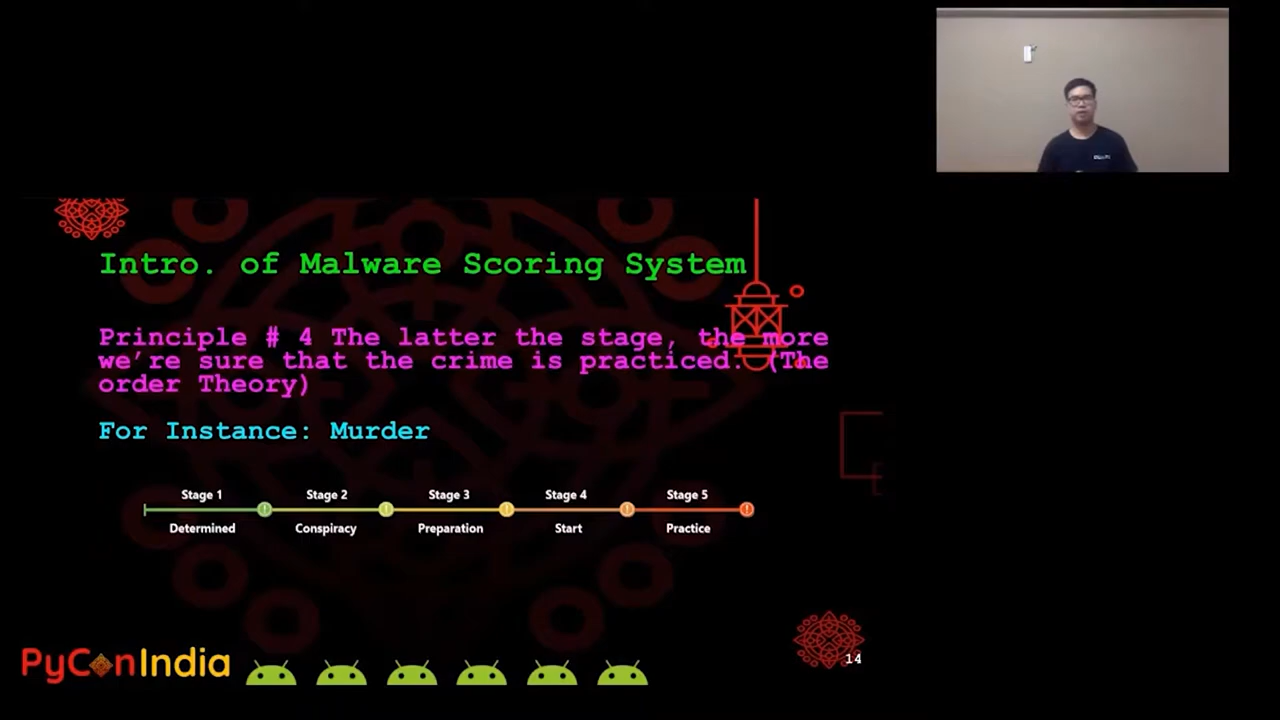 Intro. of Malware Scoring System
Principle # 4 The latter the stage, the more
we're sure that the crime is practiced. (The
order Theory)
For Instance: Murder
Stage 1 Stage 2 Stage 3 Stage 4 Stage 5
Determined Conspiracy Preparation Start Practice
PyConIndia
14